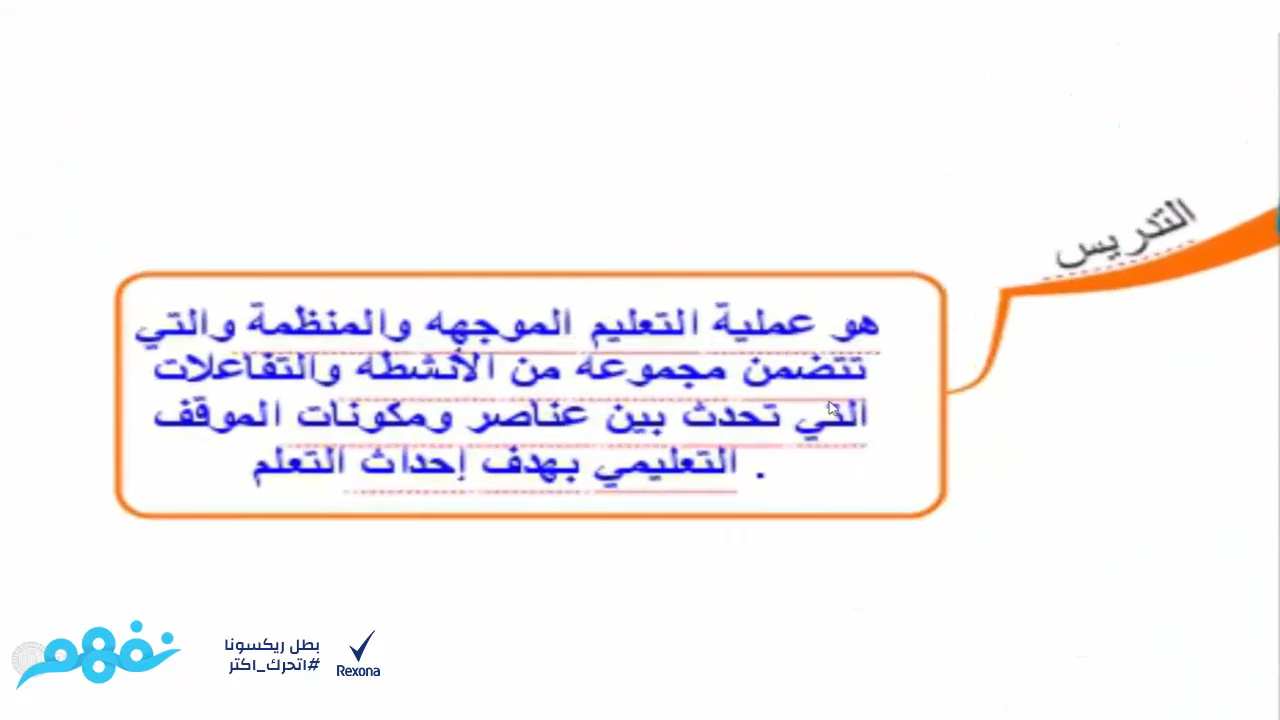 التدريس
هو عملية التعليم الموجهه والمنظمة والتي
تتضمن مجموعه من الأنشطه والتفاعلات
التي تحدث بين عناصر ومكونات الموقف
التعليمي بهدف إحداث التعلم .
نفهم
بطل ريكسونا
#اتحرك_اكتر
Rexona